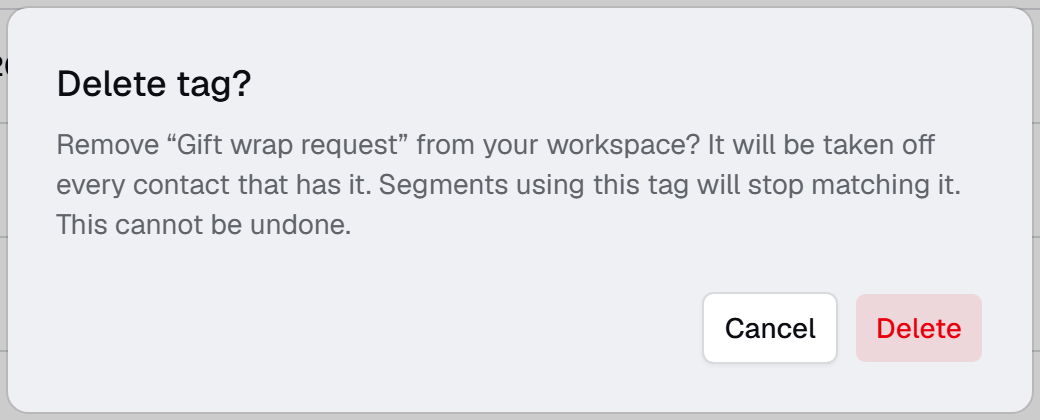 Delete tag?
Remove “Gift wrap request” from your workspace? It will be taken off
every contact that has it. Segments using this tag will stop matching it.
This cannot be undone.
Cancel
Delete